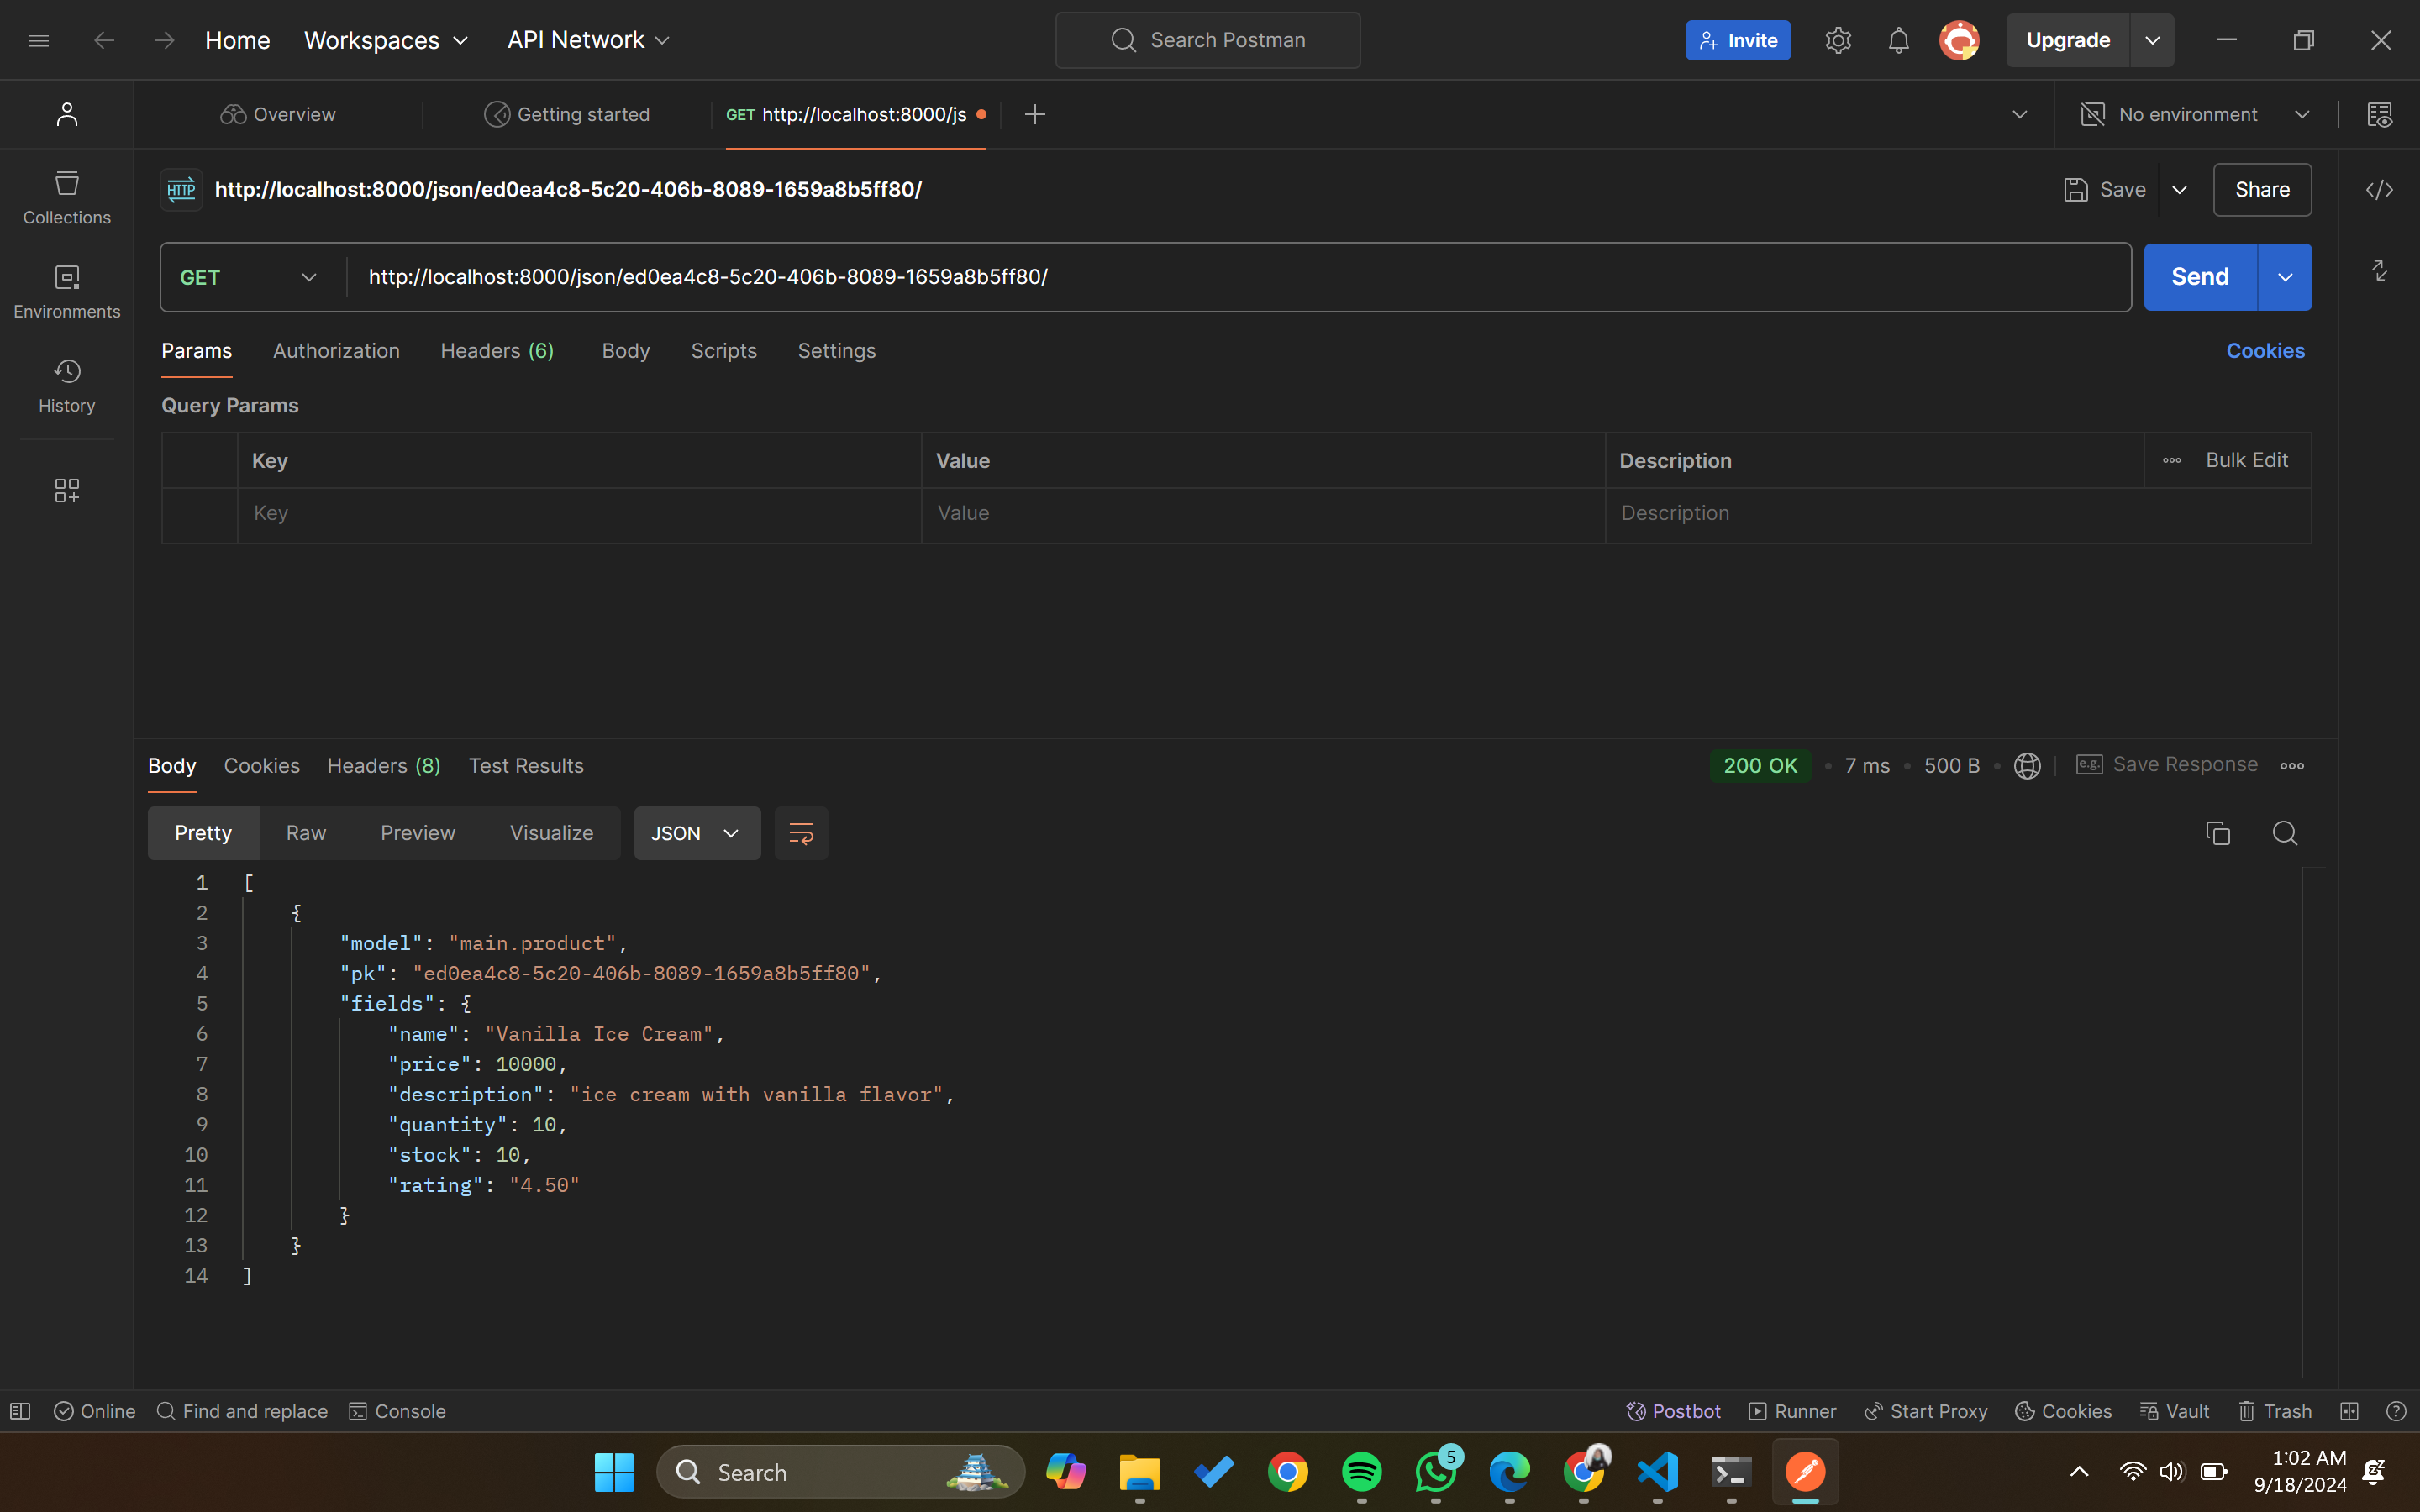 Home Workspaces API Network Search Postman Invite Upgrade
Overview Getting started GET http://localhost:8000/js No environment
HTTP http://localhost:8000/json/ed0ea4c8-5c20-406b-8089-1659a8b5ff80/ Save Share
GET http://localhost:8000/json/ed0ea4c8-5c20-406b-8089-1659a8b5ff80/ Send
Collections
Environments
History
Params Authorization Headers (6) Body Scripts Settings Cookies
Query Params
Key Value Description Bulk Edit
Key Value Description
Body Cookies Headers (8) Test Results 200 OK 7 ms 500 B e.g. Save Response
Pretty Raw Preview Visualize JSON
1 [
2 {
3 "model": "main.product",
4 "pk": "ed0ea4c8-5c20-406b-8089-1659a8b5ff80",
5 "fields": {
6 "name": "Vanilla Ice Cream",
7 "price": 10000,
8 "description": "ice cream with vanilla flavor",
9 "quantity": 10,
10 "stock": 10,
11 "rating": "4.50"
12 }
13 }
14 ]
Online Find and replace Console Postbot Runner Start Proxy Cookies Vault Trash
Search 5 1:02 AM
9/18/2024